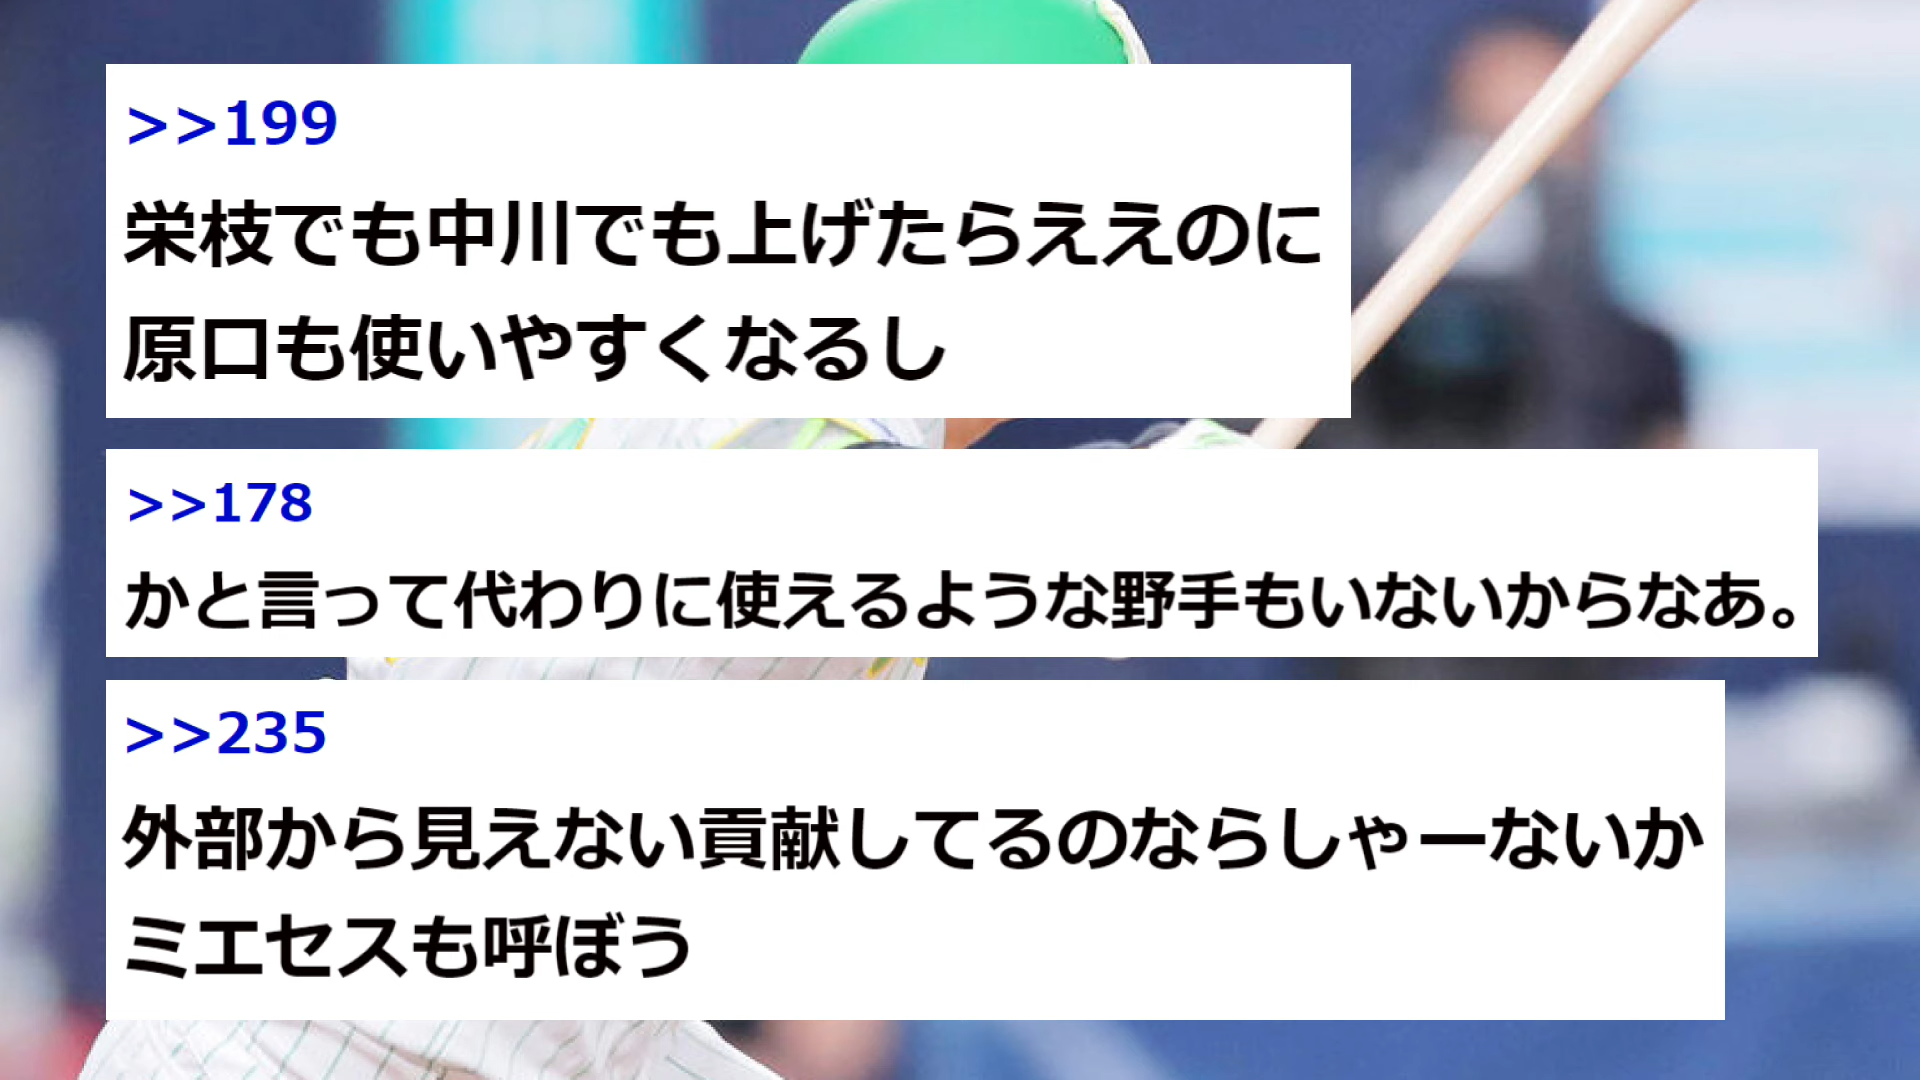 >>199
栄枝でも中川でも上げたらええのに
原口も使いやすくなるし
>>178
かと言って代わりに使えるような野手もいないからなあ。
>>235
外部から見えない貢献してるのならしゃーないか
ミエセスも呼ぼう